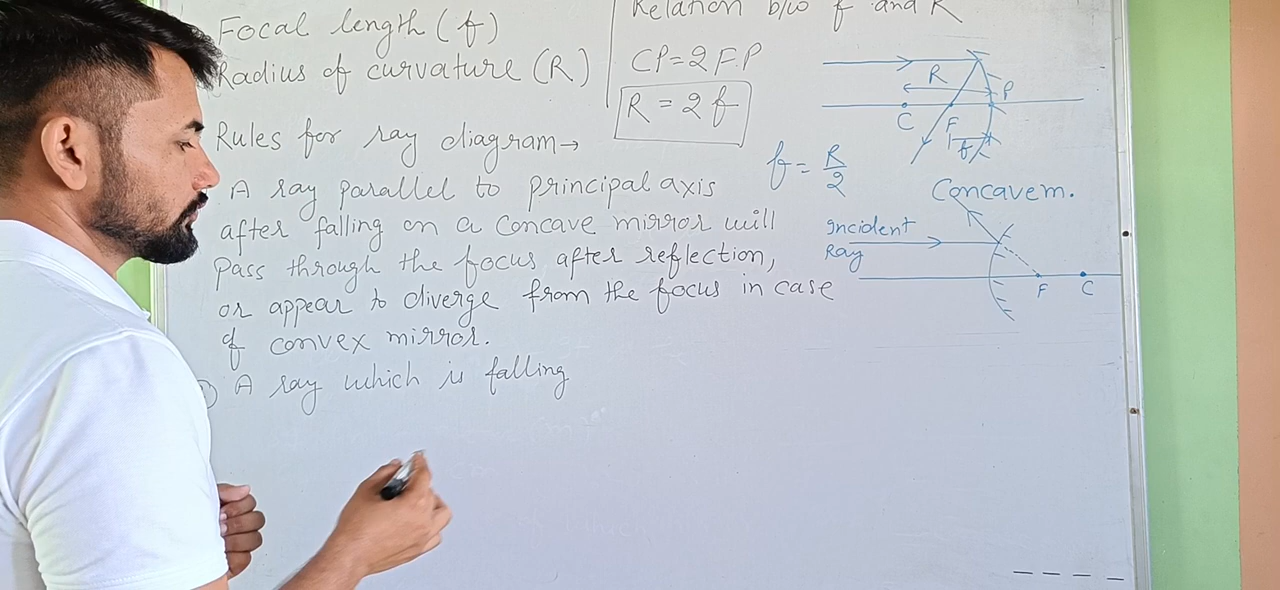 Focal length (f)
Radius of curvature (R)
Relation b/w f and R
CP=2F.P
R = 2f
f = R/2
Rules for ray diagram→
A ray parallel to principal axis
after falling on a concave mirror will
pass through the focus after reflection,
or appear to diverge from the focus in case
of convex mirror.
A ray which is falling
R
P
C
F
f
Concavem.
Incident
Ray
F
C